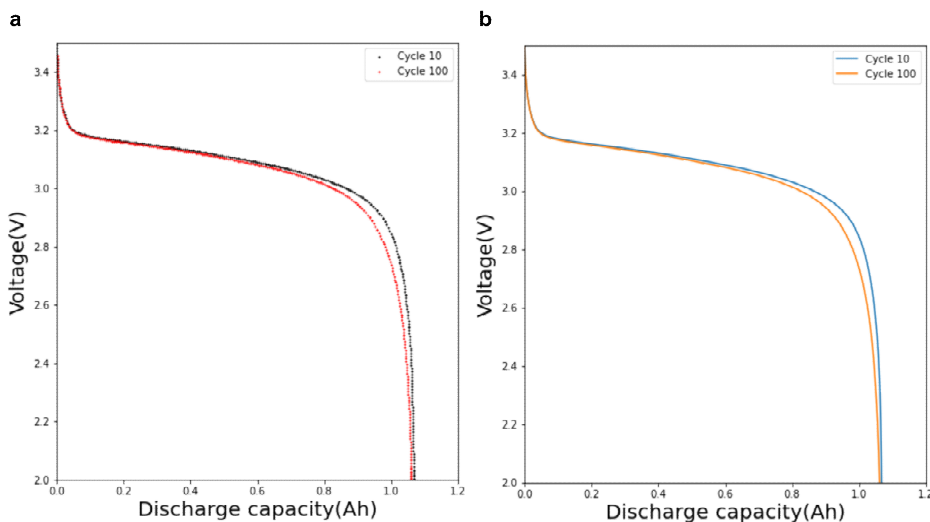 a
Cycle 10
Cycle 100
3.4
3.2
3.0
2.8
2.6
2.4
2.2
2.0
Voltage(V)
0.0 0.2 0.4 0.6 0.8 1.0 1.2
Discharge capacity(Ah)
b
Cycle 10
Cycle 100
3.4
3.2
3.0
2.8
2.6
2.4
2.2
2.0
Voltage(V)
0.0 0.2 0.4 0.6 0.8 1.0 1.2
Discharge capacity(Ah)